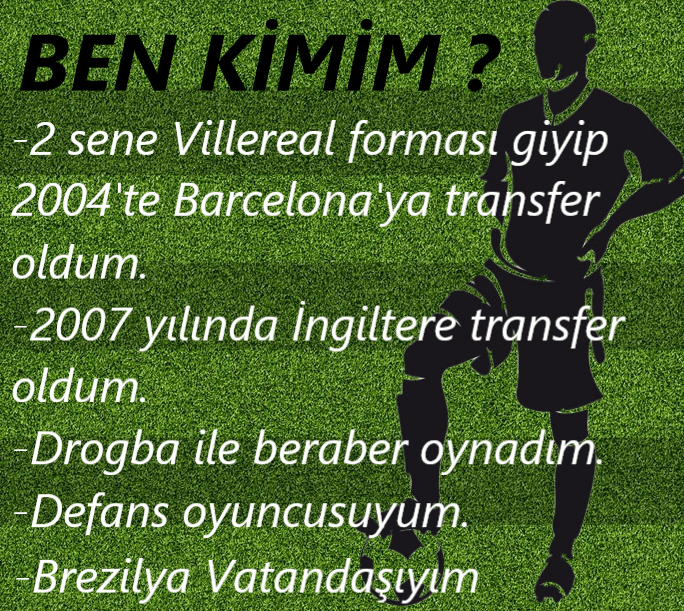 BEN KİMİM ?
-2 sene Villereal forması giyip
2004'te Barcelona'ya transfer
oldum.
-2007 yılında İngiltere transfer
oldum.
-Drogba ile beraber oynadım.
-Defans oyuncusuyum.
-Brezilya Vatandaşıyım